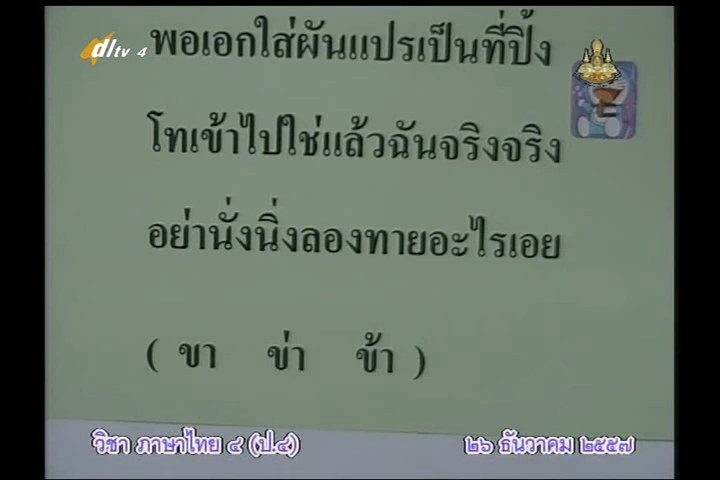 dltv 4
พอเอกใส่ผันแปรเป็นที่ปิ้ง
โทเข้าไปใช่แล้วฉันจริงจริง
อย่านั่งนิ่งลองทายอะไรเอย
( ขา ข่า ข้า )
วิชา ภาษาไทย ๔ (ป.๔)
๒๖ ธันวาคม ๒๕๕๗